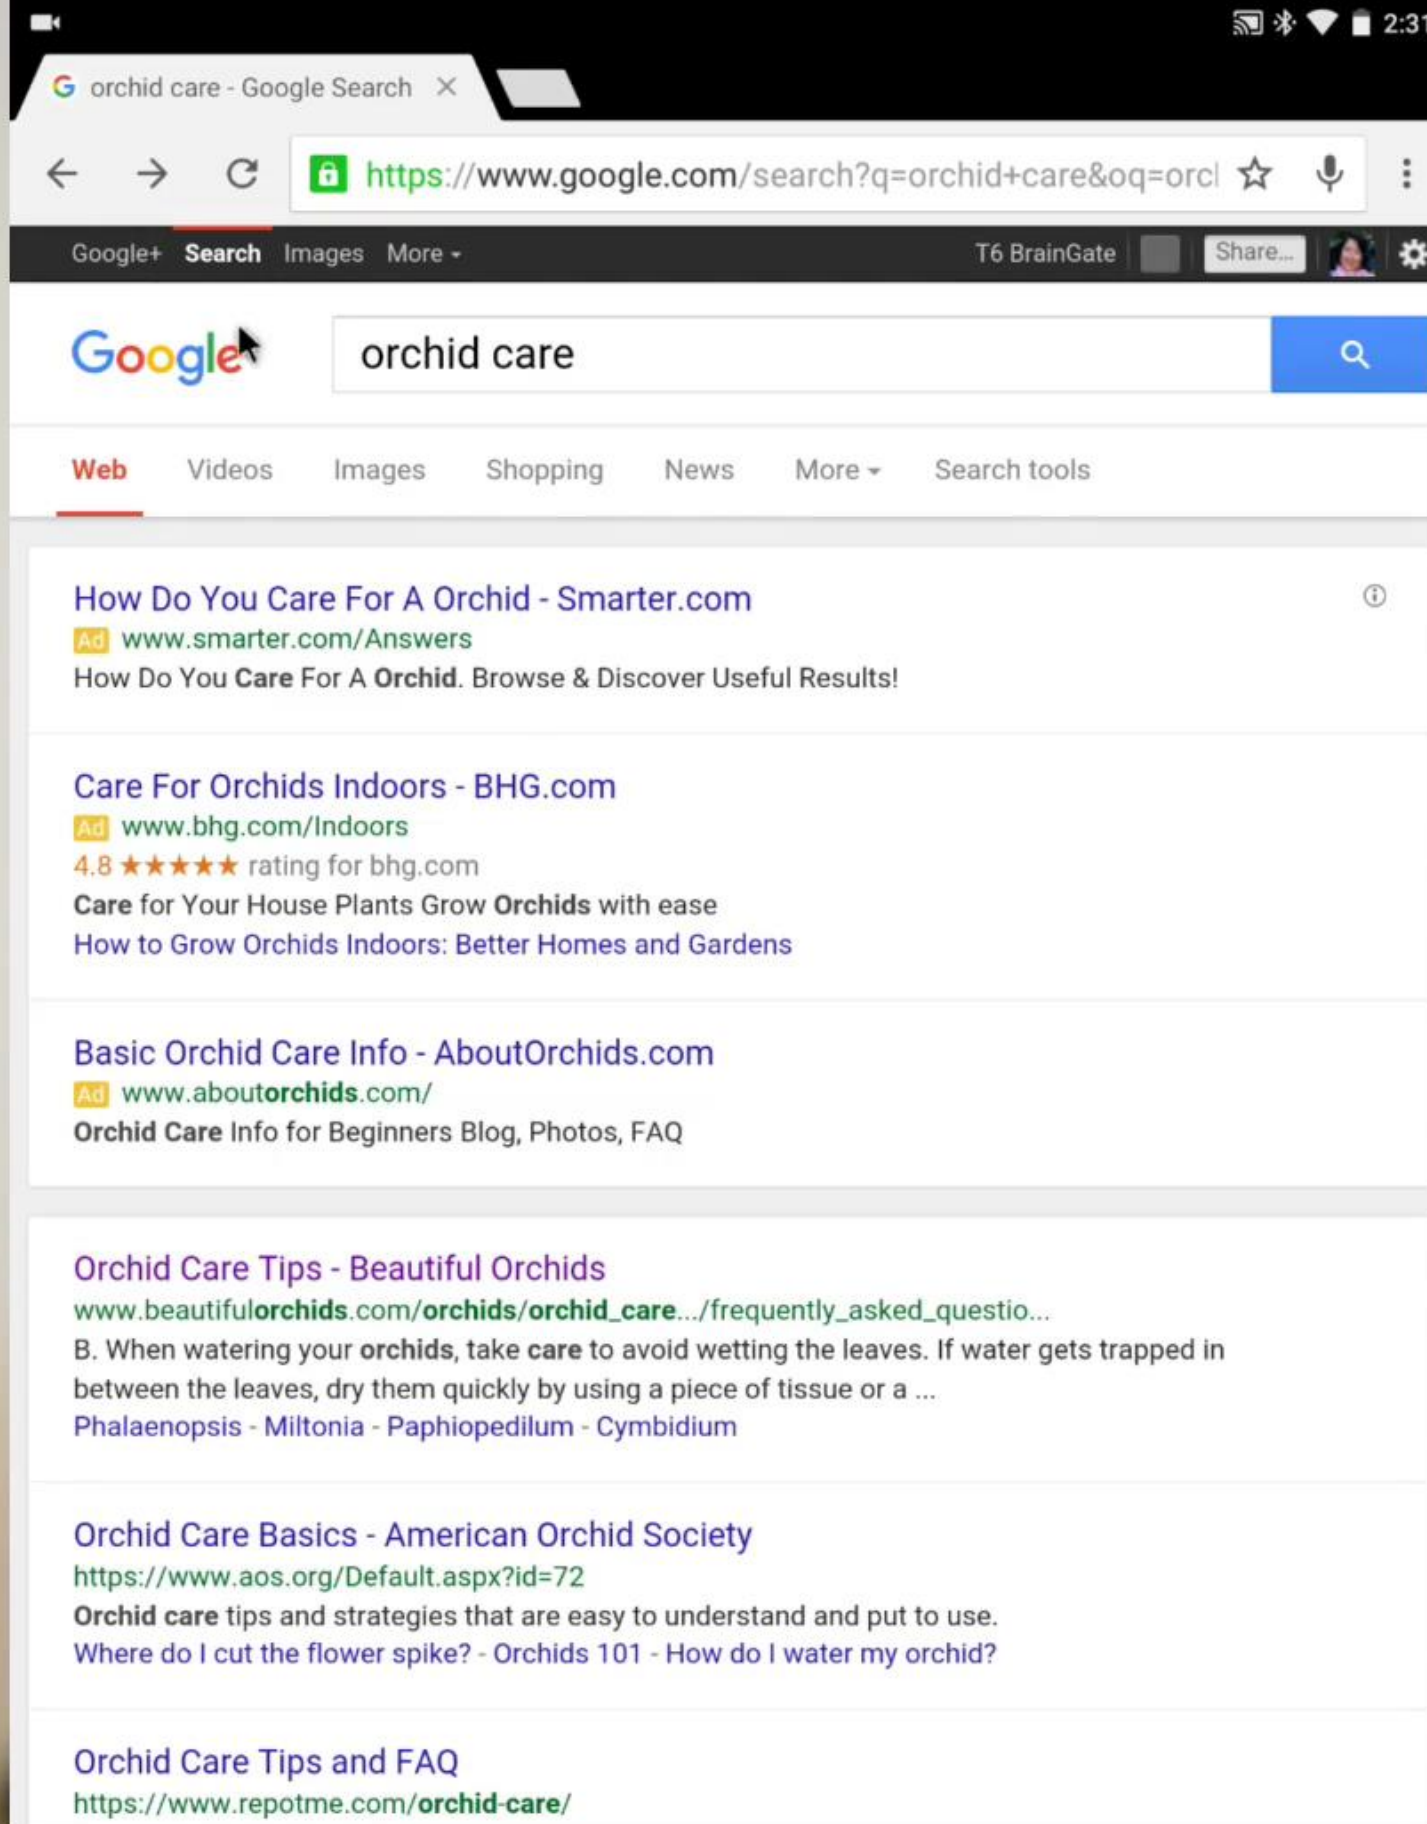 2:31
orchid care - Google Search
https://www.google.com/search?q=orchid+care&oq=orcl
Google+ Search Images More T6 BrainGate Share...
Google orchid care
Web Videos Images Shopping News More Search tools
How Do You Care For A Orchid - Smarter.com
Ad www.smarter.com/Answers
How Do You Care For A Orchid. Browse & Discover Useful Results!
Care For Orchids Indoors - BHG.com
Ad www.bhg.com/Indoors
4.8 ★★★★★ rating for bhg.com
Care for Your House Plants Grow Orchids with ease
How to Grow Orchids Indoors: Better Homes and Gardens
Basic Orchid Care Info - AboutOrchids.com
Ad www.aboutorchids.com/
Orchid Care Info for Beginners Blog, Photos, FAQ
Orchid Care Tips - Beautiful Orchids
www.beautifulorchids.com/orchids/orchid_care.../frequently_asked_questio...
B. When watering your orchids, take care to avoid wetting the leaves. If water gets trapped in
between the leaves, dry them quickly by using a piece of tissue or a ...
Phalaenopsis - Miltonia - Paphiopedilum - Cymbidium
Orchid Care Basics - American Orchid Society
https://www.aos.org/Default.aspx?id=72
Orchid care tips and strategies that are easy to understand and put to use.
Where do I cut the flower spike? - Orchids 101 - How do I water my orchid?
Orchid Care Tips and FAQ
https://www.repotme.com/orchid-care/